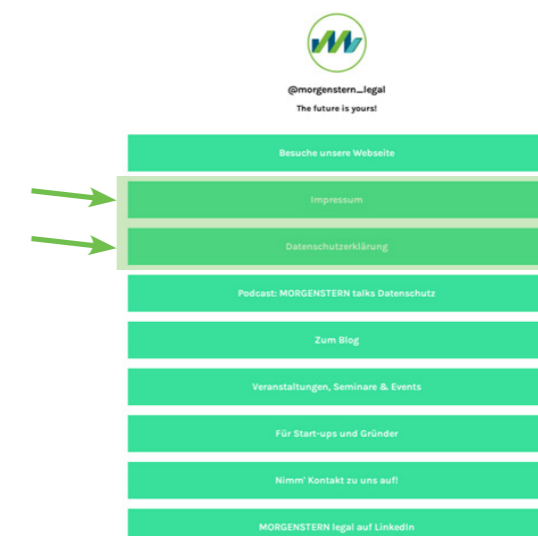 @morgenstern_legal
The future is yours!
Besuche unsere Webseite
Impressum
Datenschutzerklärung
Podcast: MORGENSTERN talks Datenschutz
Zum Blog
Veranstaltungen, Seminare & Events
Für Start-ups und Gründer
Nimm' Kontakt zu uns auf!
MORGENSTERN legal auf LinkedIn